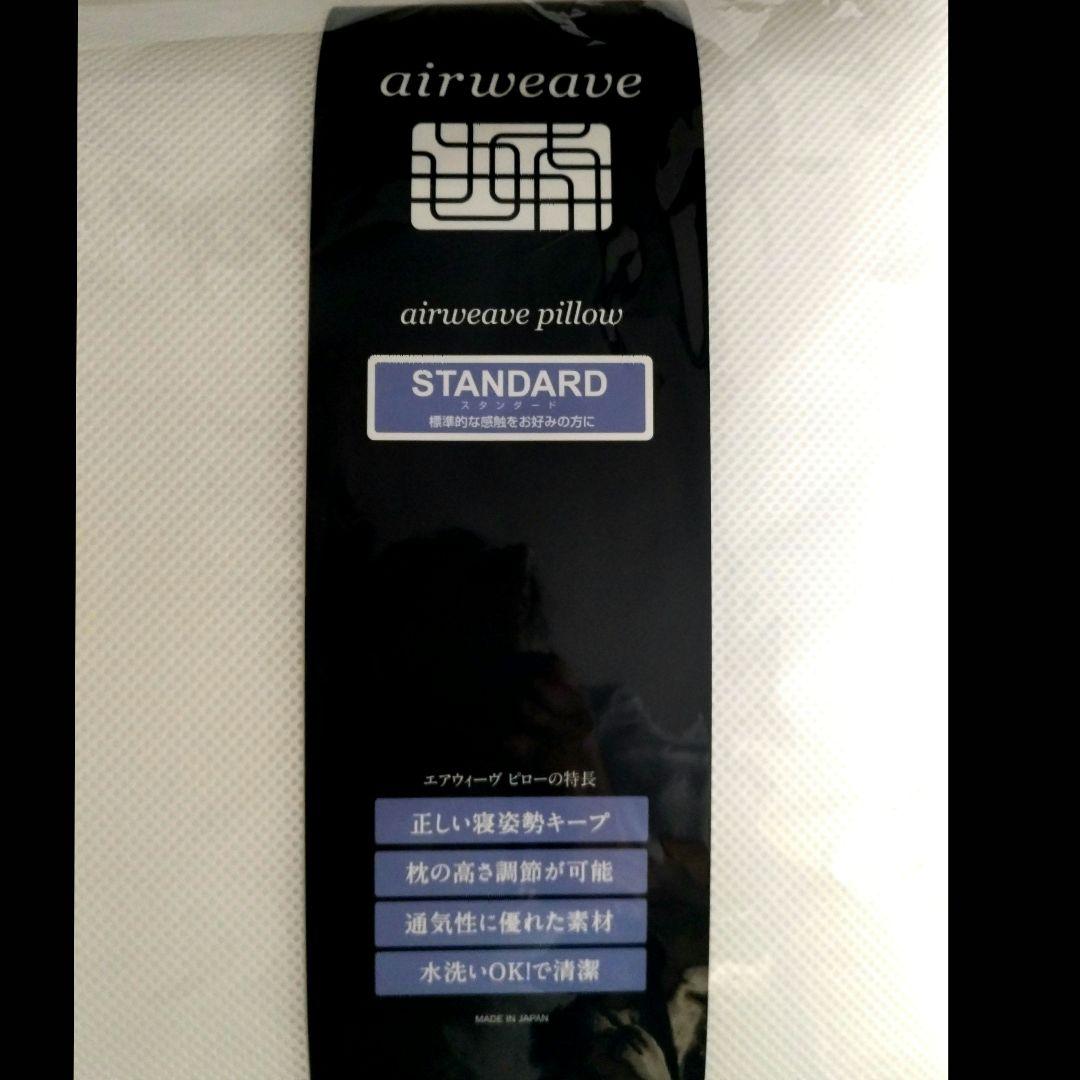 airweave
airweave pillow
STANDARD
スタンダード
標準的な感触をお好みの方に
エアウィーヴ ピローの特長
正しい寝姿勢キープ
枕の高さ調節が可能
通気性に優れた素材
水洗いOK!で清潔
MADE IN JAPAN